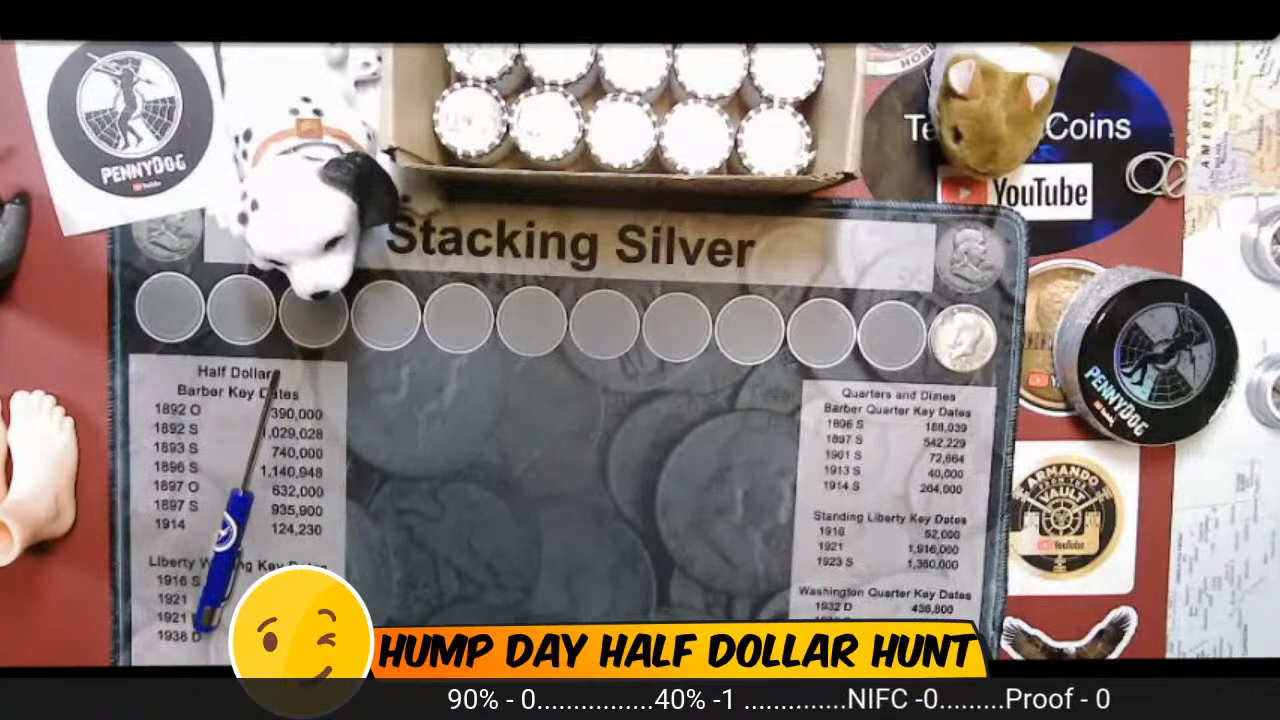 PENNYDOG
YouTube
Coins
YouTube
AMERICA
Stacking Silver
Half Dollar
Barber Key Dates
1892 O 390,000
1892 S 1,029,028
1893 S 740,000
1896 S 1,140,948
1897 O 632,000
1897 S 935,900
1914 124,230
Liberty Key Dates
1916 S
1921
1921
1938 D
Quarters and Dimes
Barber Quarter Key Dates
1896 S 188,039
1897 S 542,229
1901 S 72,664
1913 S 40,000
1914 S 264,000
Standing Liberty Key Dates
1916 52,000
1921 1,916,000
1923 S 1,360,000
Washington Quarter Key Dates
1932 D 436,800
PENNYDOG
ARMANDO
VAULT
YouTube
HUMP DAY HALF DOLLAR HUNT
90% - 0................40% -1 ..............NIFC -0.........Proof - 0